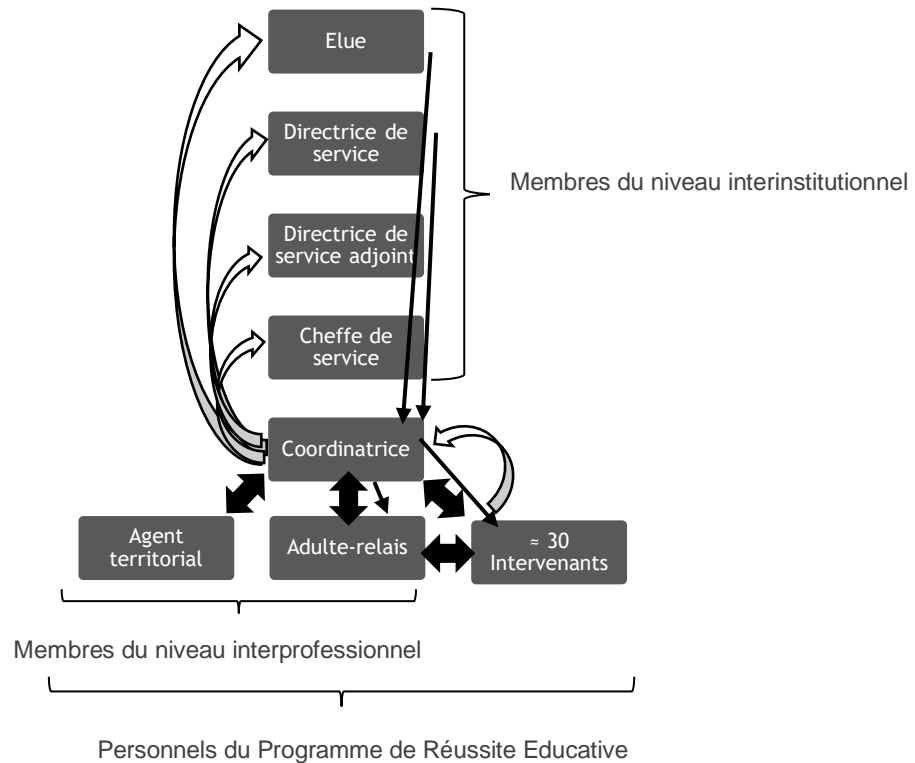 Elue
Directrice de
service
Membres du niveau interinstitutionnel
Directrice de
service adjoint
Cheffe de
service
Coordinatrice
Agent
territorial
Adulte-relais
≈ 30
Intervenants
Membres du niveau interprofessionnel
Personnels du Programme de Réussite Educative